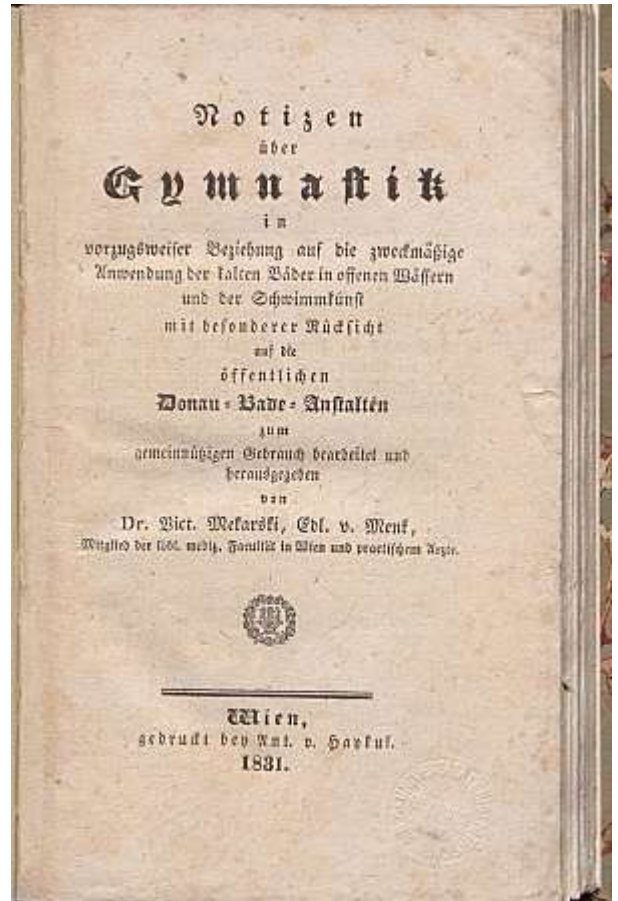 Notizen
über
Gymnastik
in
vorzugsweiser Beziehung auf die zweckmäßige
Anwendung der kalten Bäder in offenen Wässern
und der Schwimmkunst
mit besonderer Rücksicht
auf die
öffentlichen
Donau-Bade-Anstalten
zum
gemeinnützigen Gebrauch bearbeitet und
herausgegeben
von
Dr. Vict. Mekarski, Edl. v. Menk,
Mitglied der löbl. mediz. Facultät in Wien und practischem Arzte.
Wien,
gedruckt bey Ant. v. Haykul.
1831.